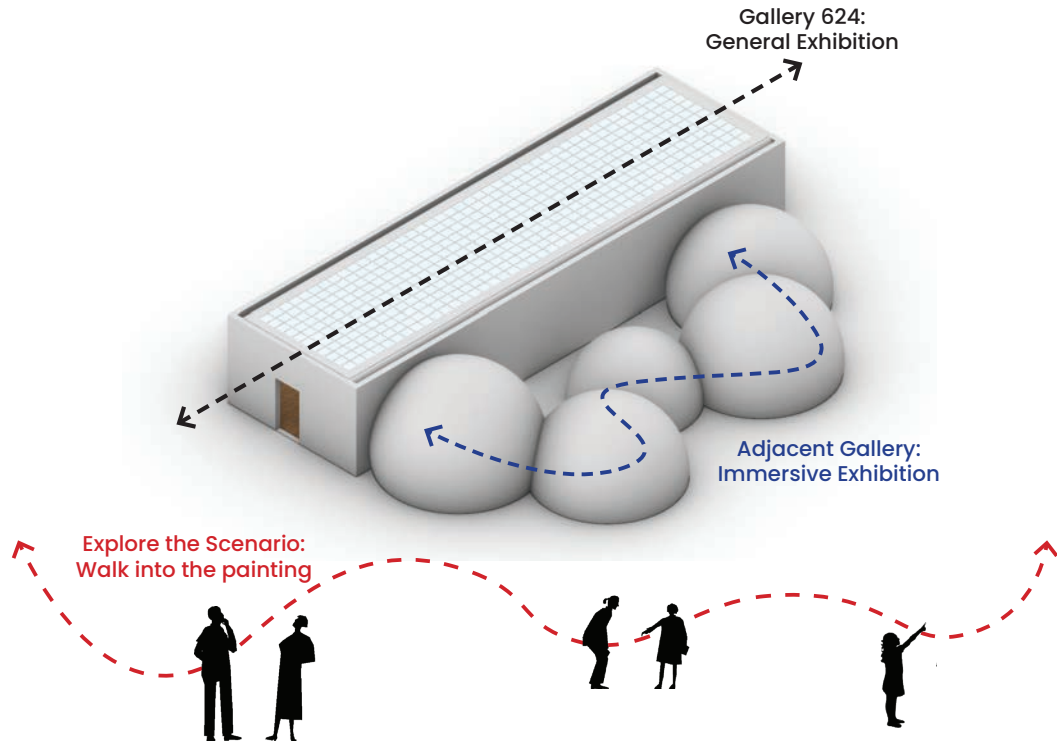 Gallery 624:
General Exhibition
Adjacent Gallery:
Immersive Exhibition
Explore the Scenario:
Walk into the painting